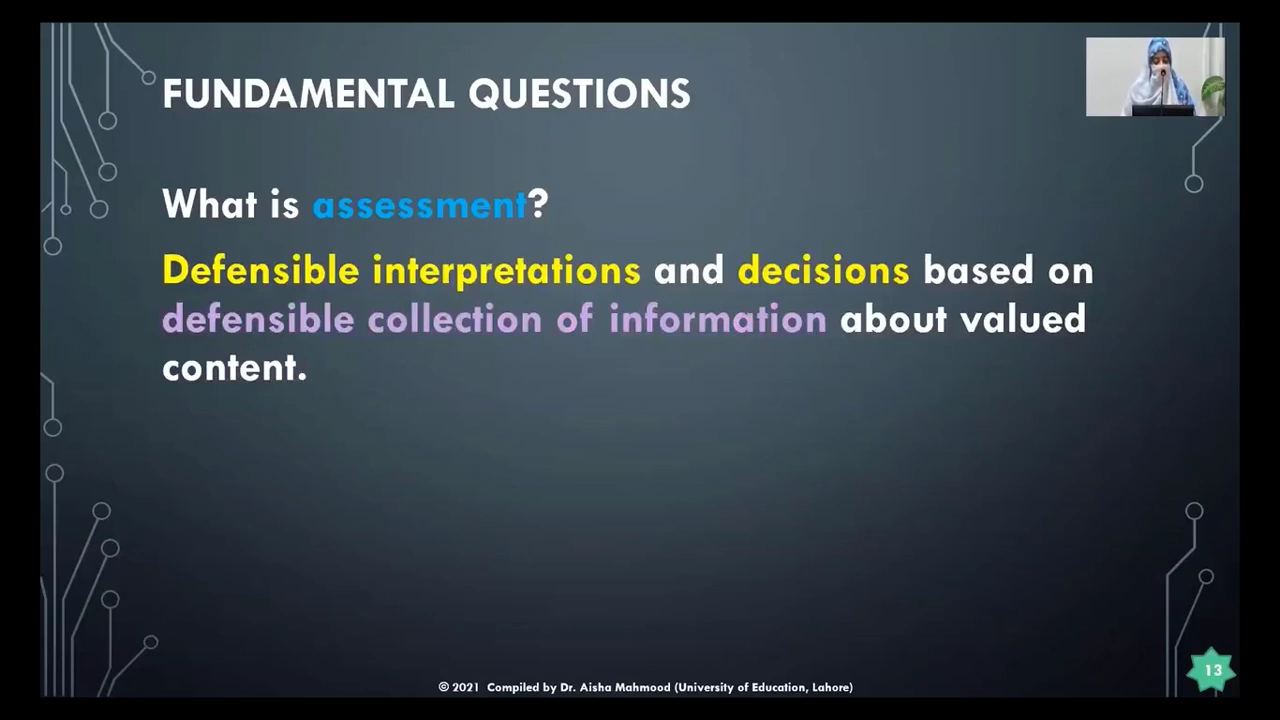 FUNDAMENTAL QUESTIONS
What is assessment?
Defensible interpretations and decisions based on
defensible collection of information about valued
content.
© 2021 Compiled by Dr. Aisha Mahmood (University of Education, Lahore)
13